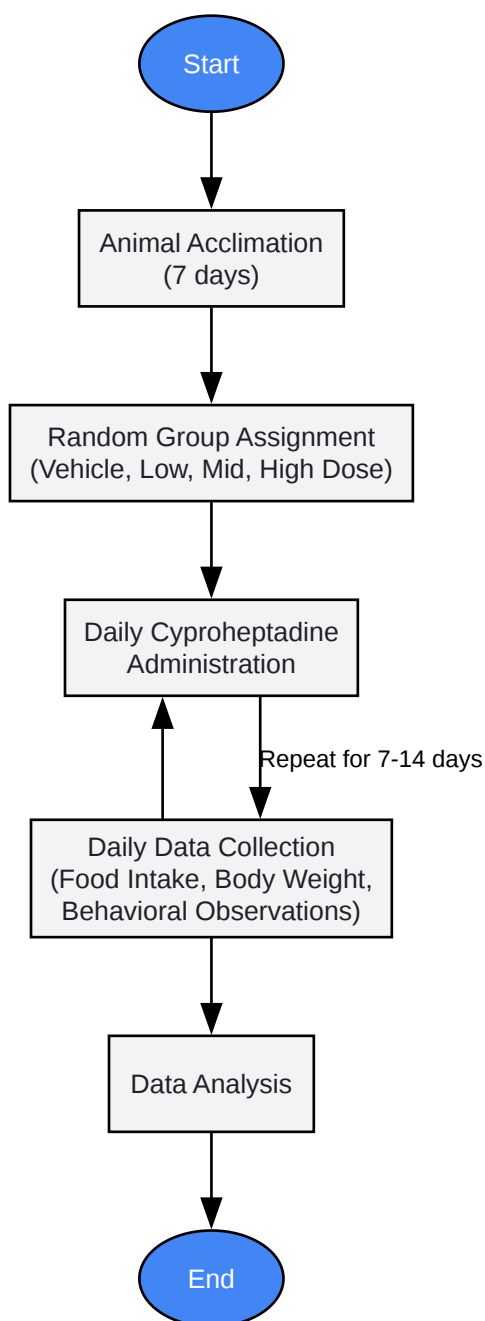 Start
Animal Acclimation
(7 days)
Random Group Assignment
(Vehicle, Low, Mid, High Dose)
Daily Cyproheptadine
Administration
Repeat for 7-14 days
Daily Data Collection
(Food Intake, Body Weight,
Behavioral Observations)
Data Analysis
End